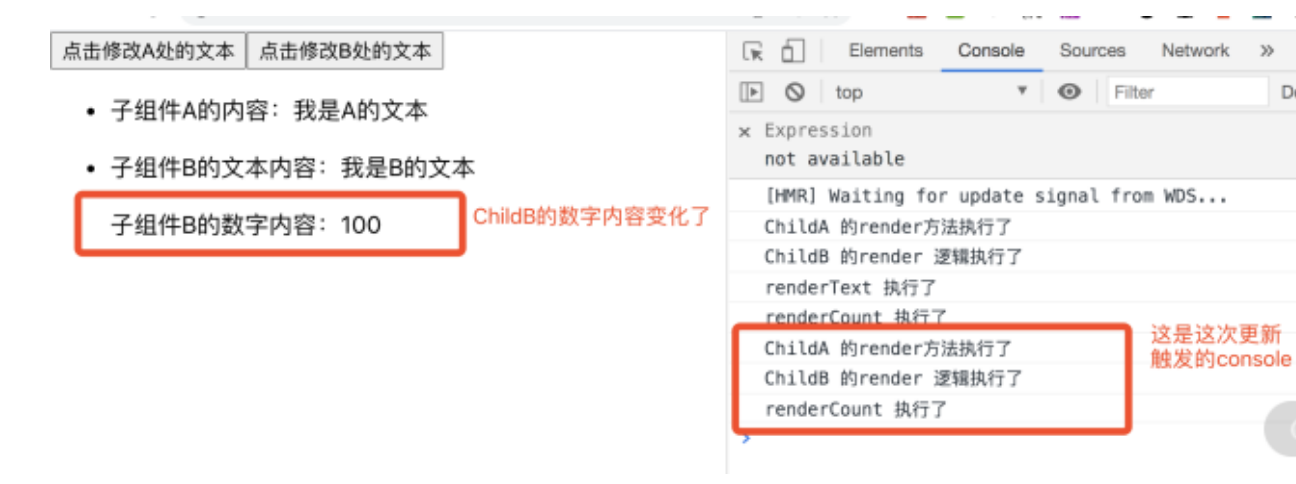 点击修改A处的文本 点击修改B处的文本
• 子组件A的内容：我是A的文本
• 子组件B的文本内容：我是B的文本
子组件B的数字内容：100
ChildB的数字内容变化了
Elements Console Sources Network »
top ▼ Filter
× Expression
not available
[HMR] Waiting for update signal from WDS...
ChildA 的render方法执行了
ChildB 的render 逻辑执行了
renderText 执行了
renderCount 执行了
ChildA 的render方法执行了
ChildB 的render 逻辑执行了
renderCount 执行了
>
这是这次更新
触发的console